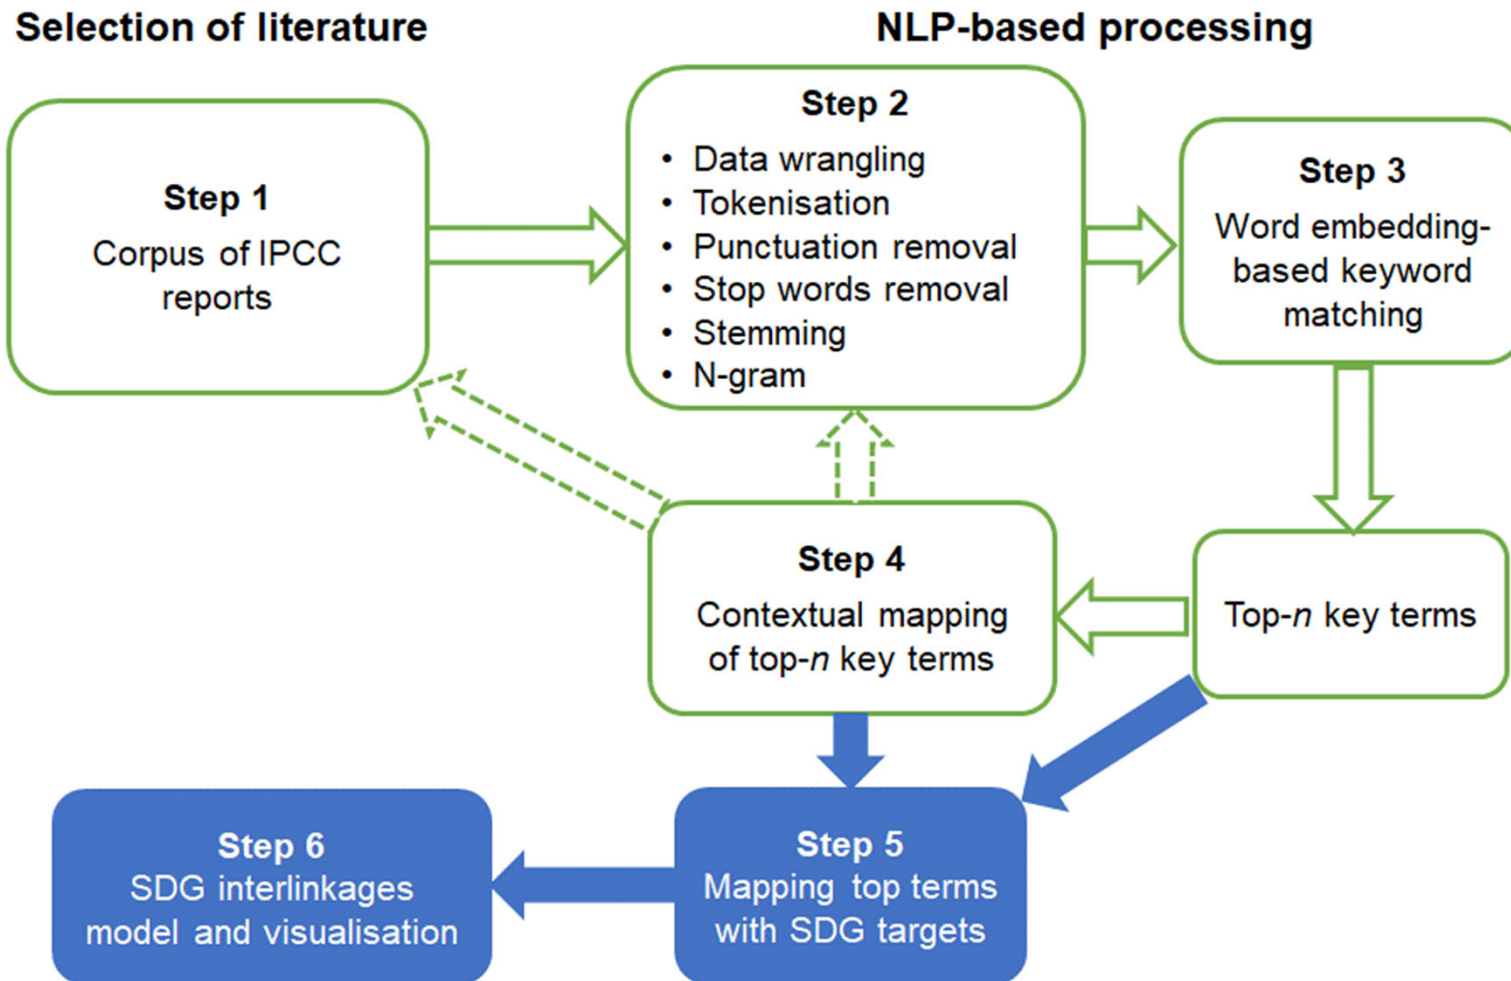 Selection of literature
NLP-based processing
Step 1
Corpus of IPCC
reports
Step 2
• Data wrangling
• Tokenisation
• Punctuation removal
• Stop words removal
• Stemming
• N-gram
Step 3
Word embedding-
based keyword
matching
Top-n key terms
Step 4
Contextual mapping
of top-n key terms
Step 5
Mapping top terms
with SDG targets
Step 6
SDG interlinkages
model and visualisation